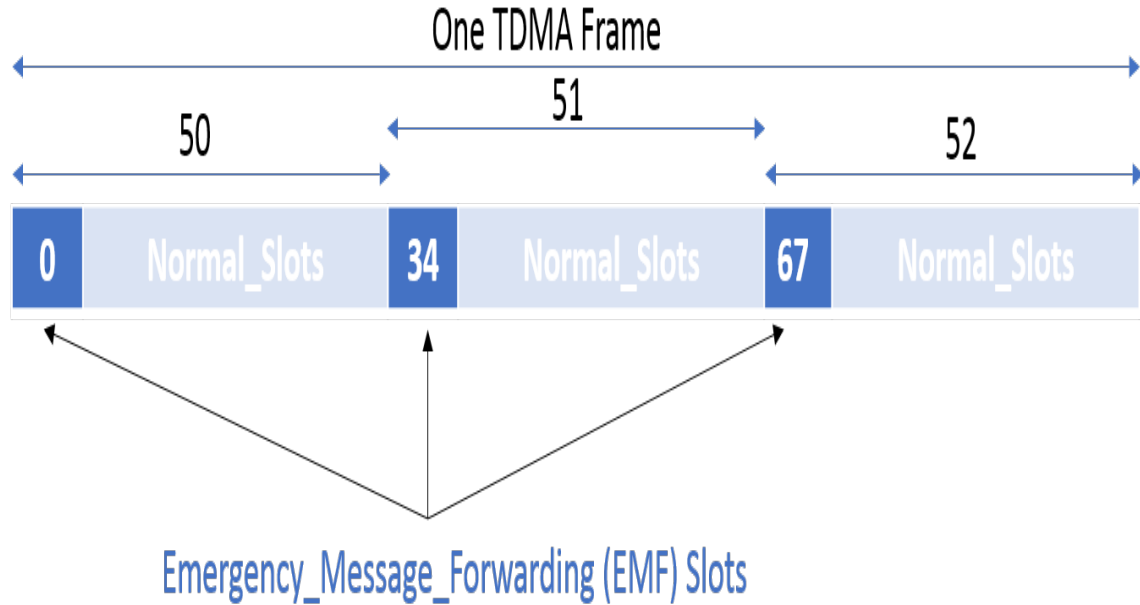 One TDMA Frame
51
50
52
0 Normal_Slots 34 Normal_Slots 67 Normal_Slots
Emergency_Message_Forwarding (EMF) Slots